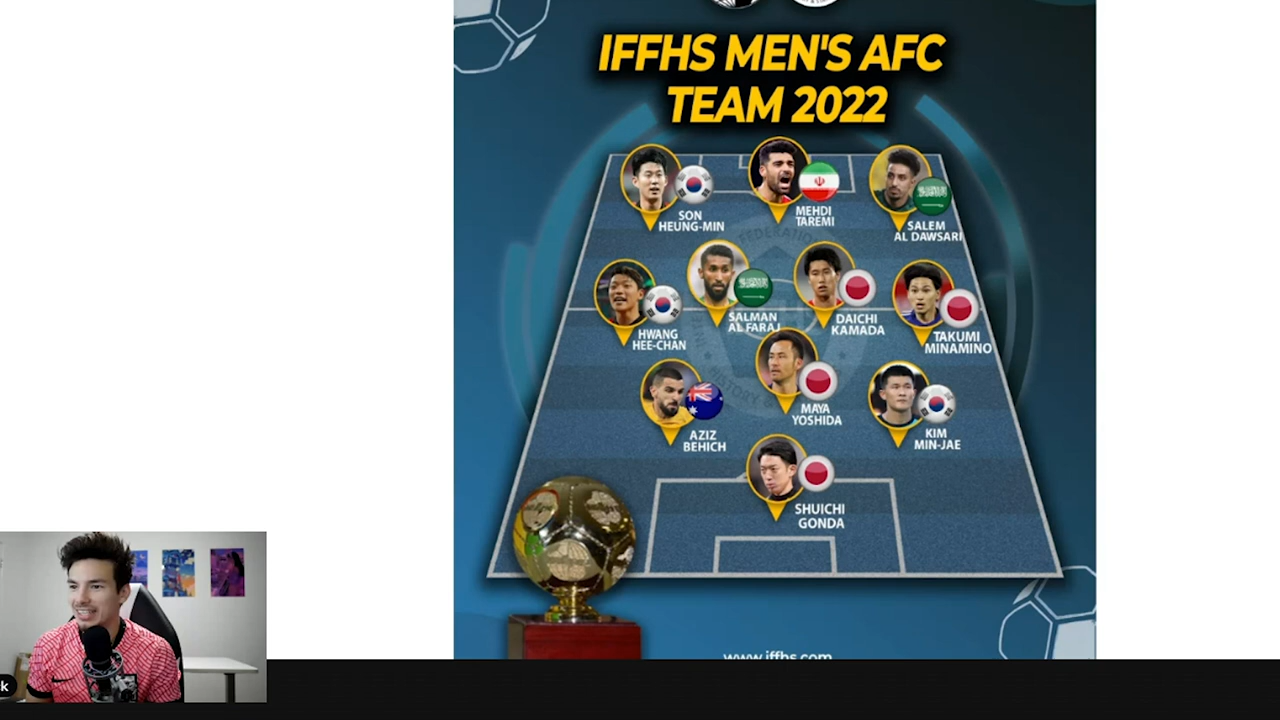 IFFHS MEN'S AFC
TEAM 2022
SON
HEUNG-MIN
MEHDI
TAREMI
SALEM
AL DAWSARI
HWANG
HEE-CHAN
SALMAN
AL FARAJ
DAICHI
KAMADA
TAKUMI
MINAMINO
AZIZ
BEHICH
MAYA
YOSHIDA
KIM
MIN-JAE
SHUICHI
GONDA
www.iffhs.com
k